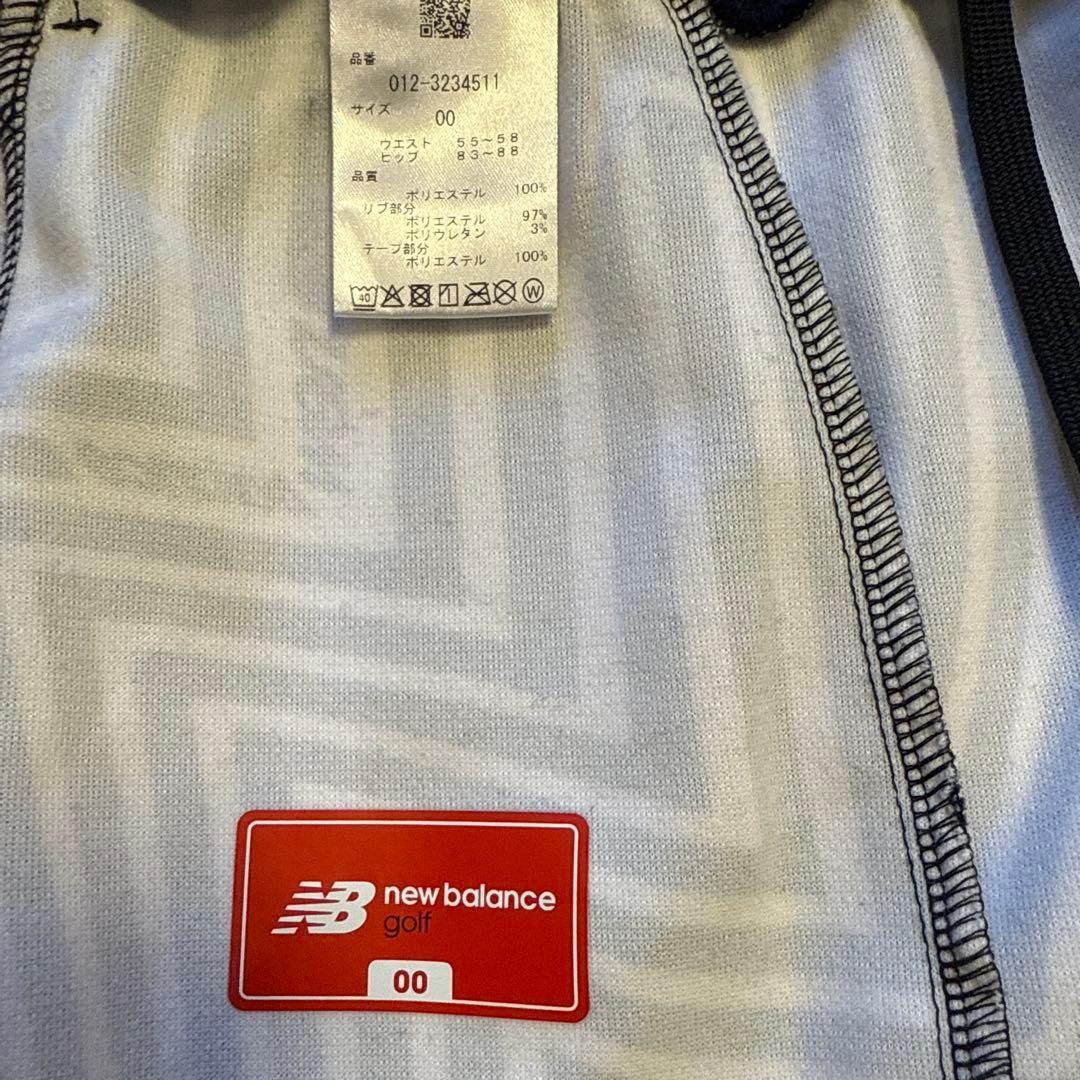 品番
012-3234511
サイズ
00
ウエスト 55~58
ヒップ 83~88
品質
ポリエステル 100%
リブ部分
ポリエステル 97%
ポリウレタン 3%
テープ部分
ポリエステル 100%
40 1 W
NB new balance
golf
00